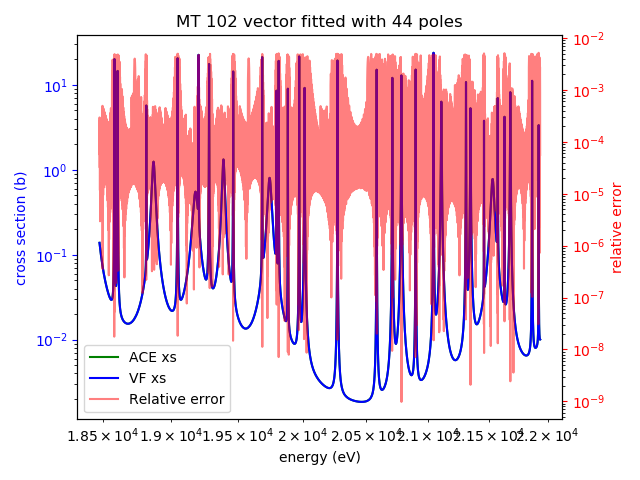 MT 102 vector fitted with 44 poles
10¹
10⁰
10⁻¹
10⁻²
cross section (b)
10⁻²
10⁻³
10⁻⁴
10⁻⁵
10⁻⁶
10⁻⁷
10⁻⁸
10⁻⁹
relative error
ACE xs
VF xs
Relative error
1.85×10⁴ 1.9×10⁴ 1.95×10⁴ 2×10⁴ 2.05×10⁴ 2.1×10⁴ 2.15×10⁴ 2.2×10⁴
energy (eV)